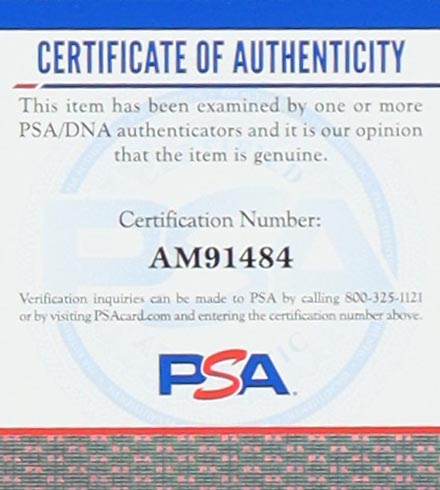 CERTIFICATE OF AUTHENTICITY
This item has been examined by one or more
PSA/DNA authenticators and it is our opinion
that the item is genuine.
Certification Number:
AM91484
Verification inquiries can be made to PSA by calling 800-325-1121
or by visiting PSAcard.com and entering the certification number above.
PSA